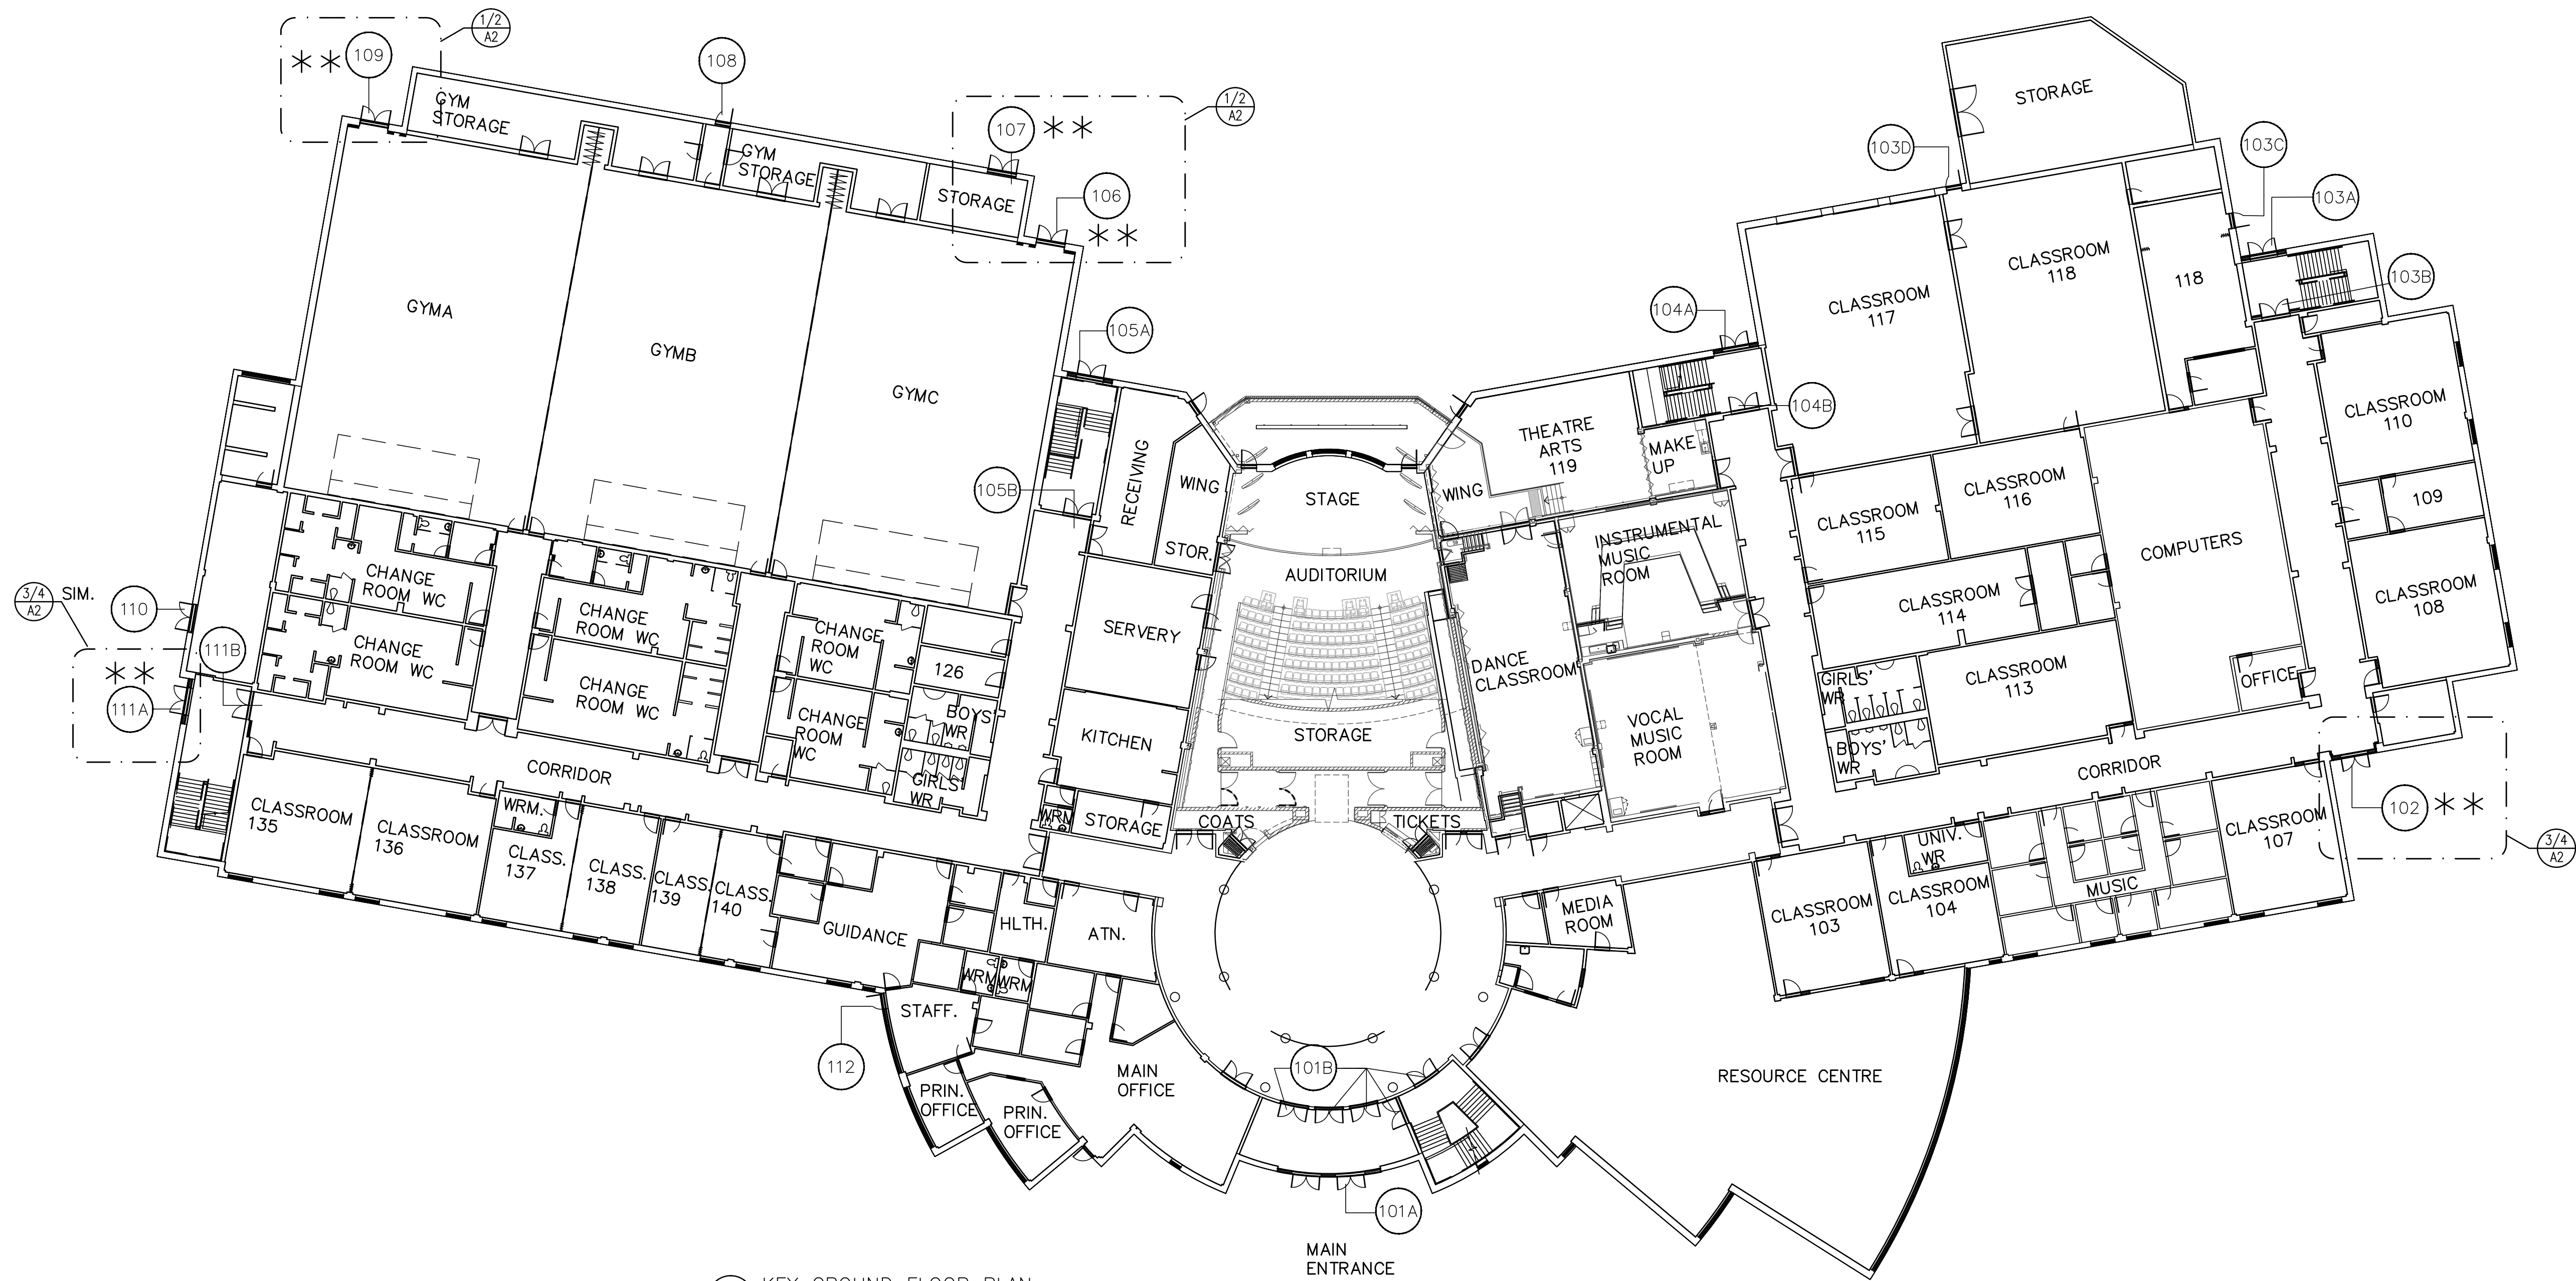 1/2
A2
109
**
108
1/2
A2
107
**
106
**
GYM
STORAGE
GYM
STORAGE
STORAGE
STORAGE
103D
103C
103A
103B
GYMA
GYMB
GYMC
105A
105B
104A
104B
CLASSROOM
117
CLASSROOM
118
118
CLASSROOM
110
109
CLASSROOM
108
RECEIVING
WING
STOR.
STAGE
WING
THEATRE
ARTS
119
MAKE
UP
CLASSROOM
115
CLASSROOM
116
COMPUTERS
INSTRUMENTAL
MUSIC
ROOM
AUDITORIUM
CLASSROOM
114
CLASSROOM
113
OFFICE
3/4
A2
SIM.
110
111B
**
111A
CHANGE
ROOM WC
CHANGE
ROOM WC
CHANGE
ROOM WC
CHANGE
ROOM WC
CHANGE
ROOM
WC
CHANGE
ROOM
WC
126
BOYS'
WR
GIRLS'
WR
SERVERY
KITCHEN
STORAGE
WRM
DANCE
CLASSROOM
VOCAL
MUSIC
ROOM
STORAGE
GIRLS'
WR
BOYS'
WR
CORRIDOR
CORRIDOR
COATS
TICKETS
102
**
3/4
A2
CLASSROOM
135
CLASSROOM
136
WRM.
CLASS.
137
CLASS.
138
CLASS.
139
CLASS.
140
GUIDANCE
HLTH.
ATN.
WRM
WRM
STAFF.
112
PRIN.
OFFICE
PRIN.
OFFICE
MAIN
OFFICE
101B
MEDIA
ROOM
CLASSROOM
103
CLASSROOM
104
UNIV.
WR
MUSIC
CLASSROOM
107
RESOURCE CENTRE
101A
MAIN
ENTRANCE
KEY GROUND FLOOR PLAN